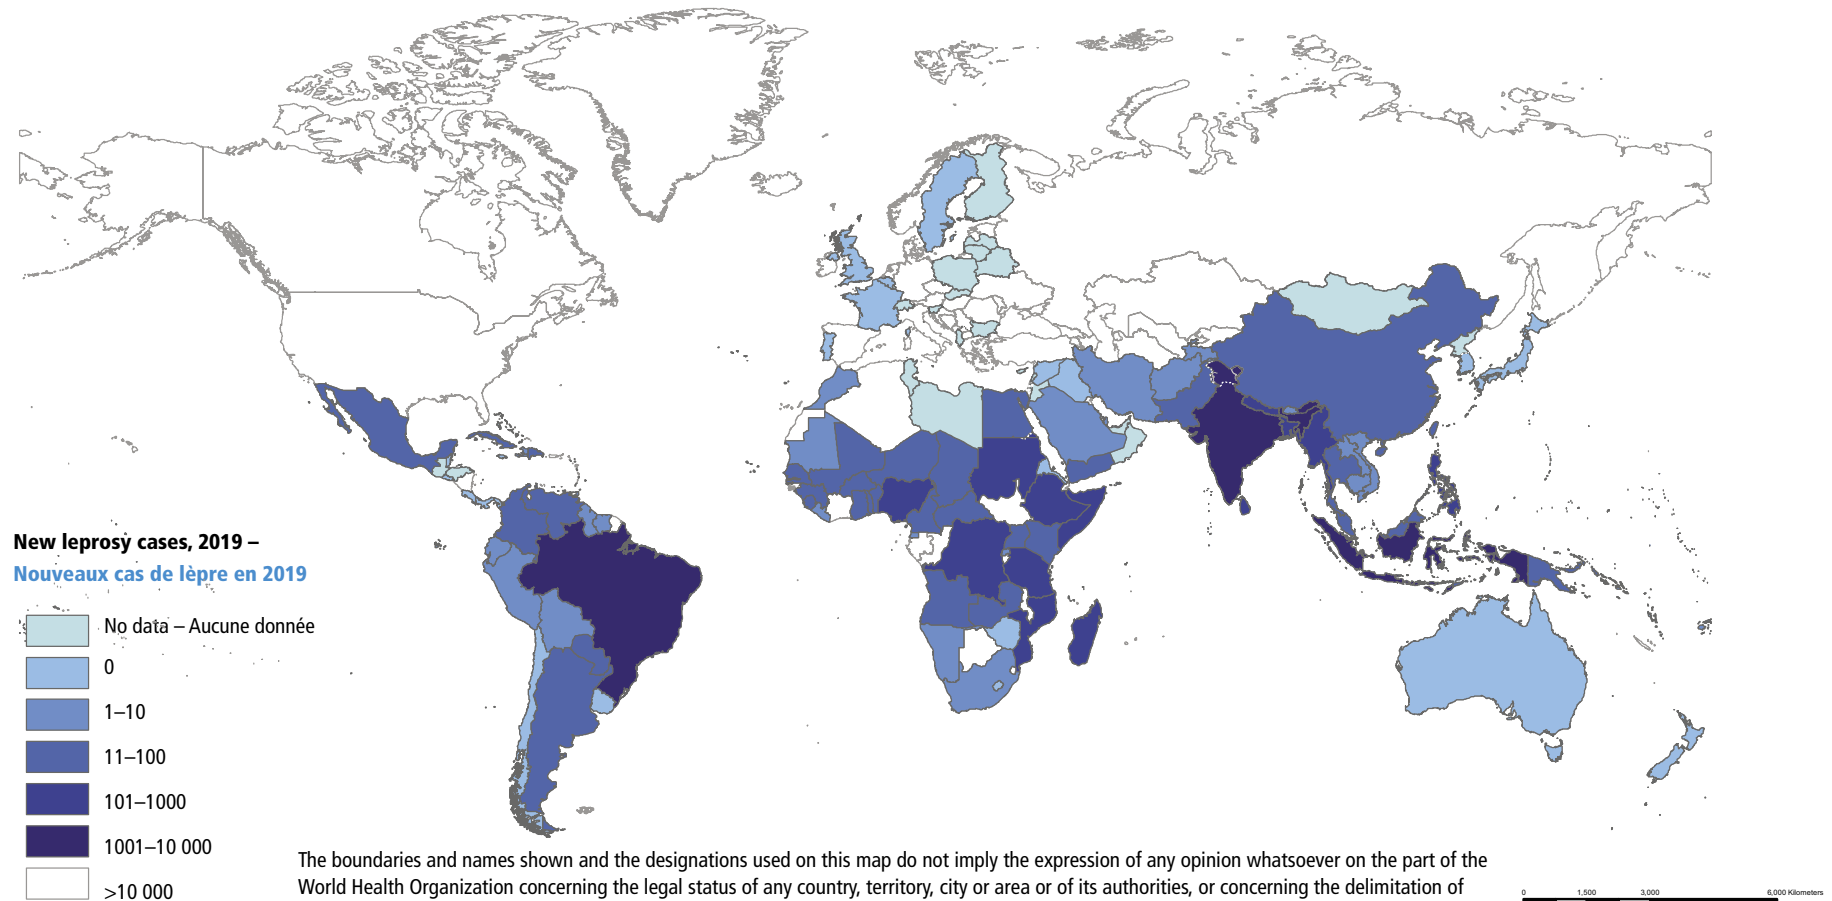 New leprosy cases, 2019 –
Nouveaux cas de lèpre en 2019
No data – Aucune donnée
0
1–10
11–100
101–1000
1001–10 000
>10 000
The boundaries and names shown and the designations used on this map do not imply the expression of any opinion whatsoever on the part of the
World Health Organization concerning the legal status of any country, territory, city or area or of its authorities, or concerning the delimitation of
0 1,500 3,000 6,000 Kilometers